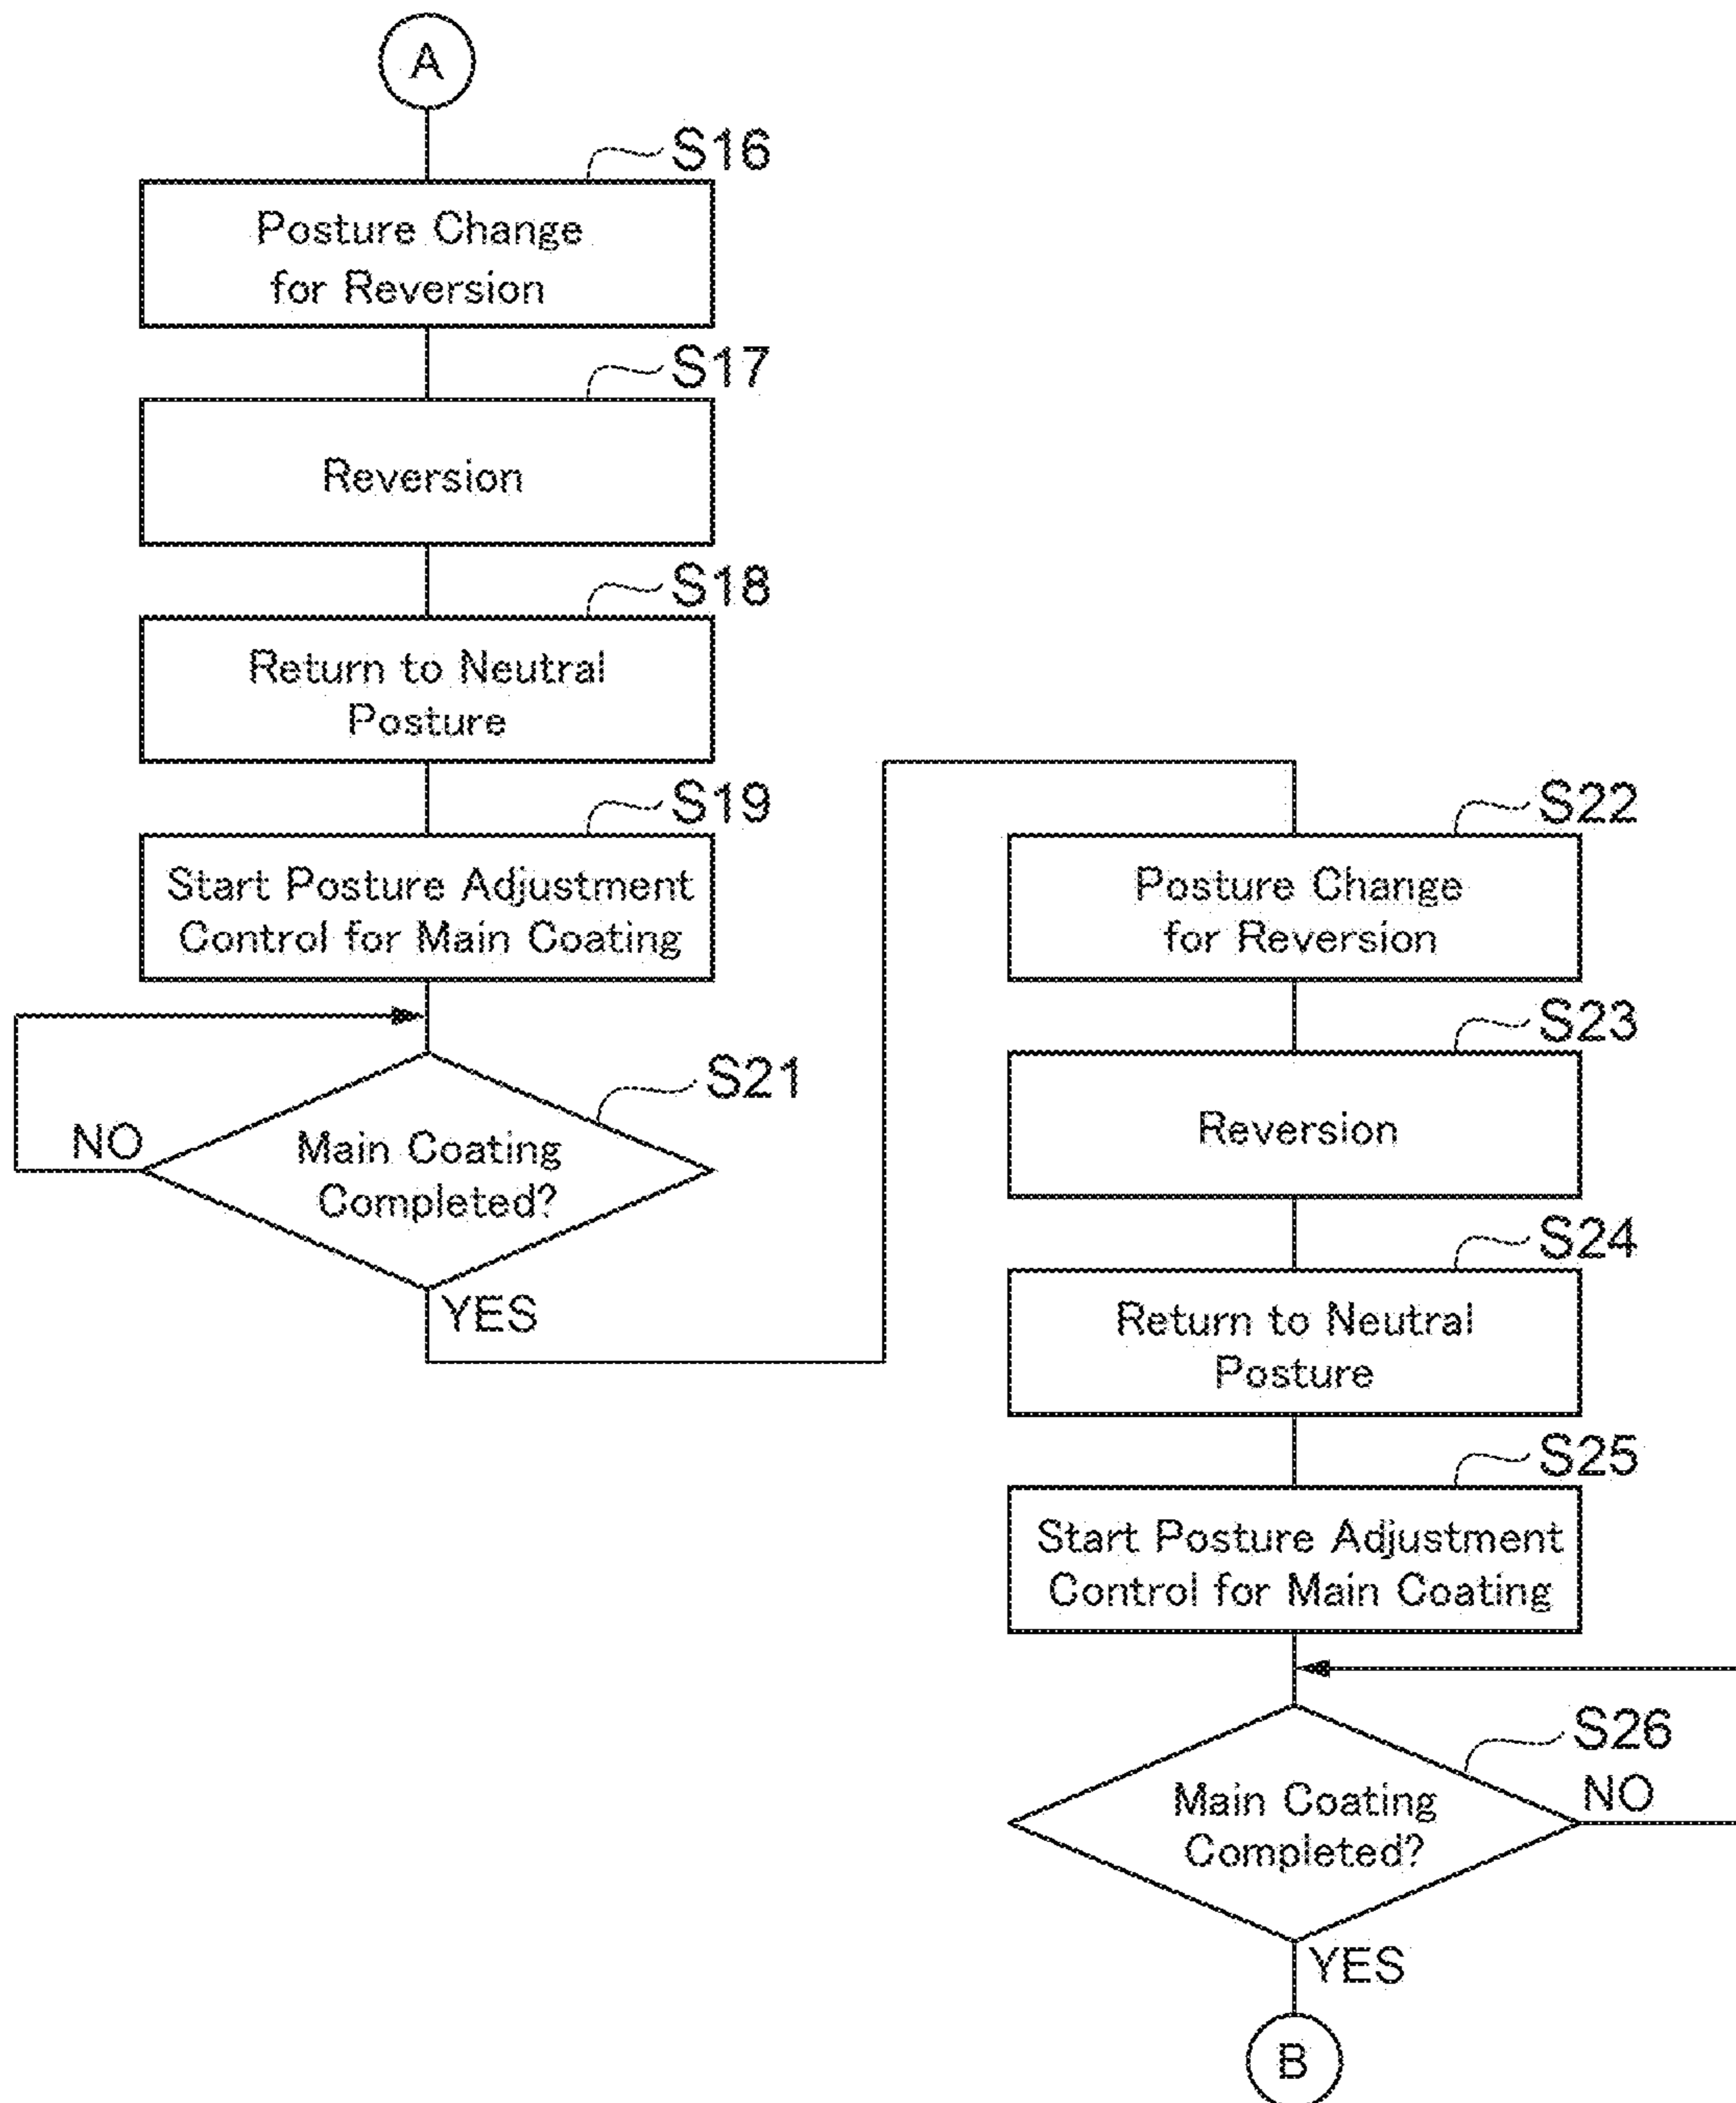 A
S16
Posture Change
for Reversion
S17
Reversion
S18
Return to Neutral
Posture
S19
Start Posture Adjustment
Control for Main Coating
S21
NO
Main Coating
Completed?
YES
S22
Posture Change
for Reversion
S23
Reversion
S24
Return to Neutral
Posture
S25
Start Posture Adjustment
Control for Main Coating
S26
Main Coating
Completed?
NO
YES
B